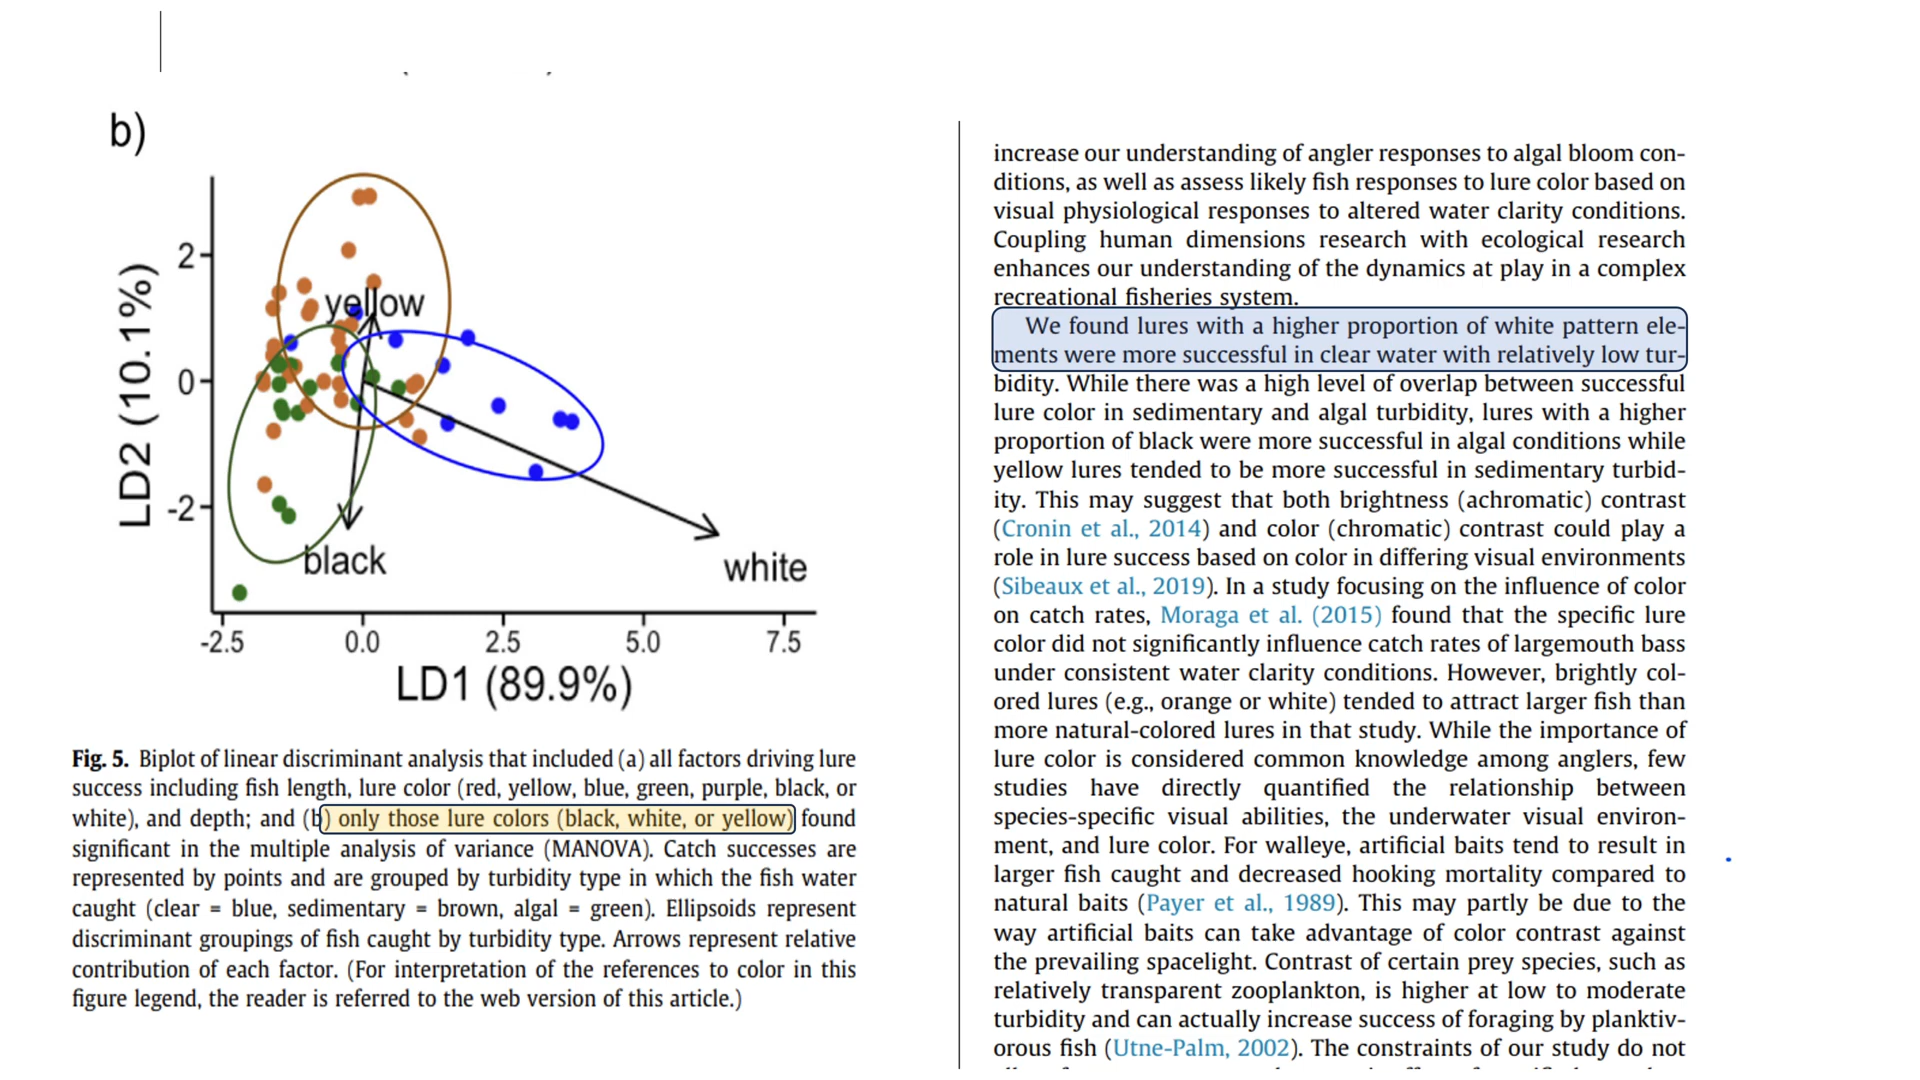 b)
yellow
black
white
2
0
-2
LD2 (10.1%)
-2.5 0.0 2.5 5.0 7.5
LD1 (89.9%)
Fig. 5. Biplot of linear discriminant analysis that included (a) all factors driving lure
success including fish length, lure color (red, yellow, blue, green, purple, black, or
white), and depth; and (b) only those lure colors (black, white, or yellow) found
significant in the multiple analysis of variance (MANOVA). Catch successes are
represented by points and are grouped by turbidity type in which the fish water
caught (clear = blue, sedimentary = brown, algal = green). Ellipsoids represent
discriminant groupings of fish caught by turbidity type. Arrows represent relative
contribution of each factor. (For interpretation of the references to color in this
figure legend, the reader is referred to the web version of this article.)
increase our understanding of angler responses to algal bloom con-
ditions, as well as assess likely fish responses to lure color based on
visual physiological responses to altered water clarity conditions.
Coupling human dimensions research with ecological research
enhances our understanding of the dynamics at play in a complex
recreational fisheries system.
We found lures with a higher proportion of white pattern ele-
ments were more successful in clear water with relatively low tur-
bidity. While there was a high level of overlap between successful
lure color in sedimentary and algal turbidity, lures with a higher
proportion of black were more successful in algal conditions while
yellow lures tended to be more successful in sedimentary turbid-
ity. This may suggest that both brightness (achromatic) contrast
(Cronin et al., 2014) and color (chromatic) contrast could play a
role in lure success based on color in differing visual environments
(Sibeaux et al., 2019). In a study focusing on the influence of color
on catch rates, Moraga et al. (2015) found that the specific lure
color did not significantly influence catch rates of largemouth bass
under consistent water clarity conditions. However, brightly col-
ored lures (e.g., orange or white) tended to attract larger fish than
more natural-colored lures in that study. While the importance of
lure color is considered common knowledge among anglers, few
studies have directly quantified the relationship between
species-specific visual abilities, the underwater visual environ-
ment, and lure color. For walleye, artificial baits tend to result in
larger fish caught and decreased hooking mortality compared to
natural baits (Payer et al., 1989). This may partly be due to the
way artificial baits can take advantage of color contrast against
the prevailing spacelight. Contrast of certain prey species, such as
relatively transparent zooplankton, is higher at low to moderate
turbidity and can actually increase success of foraging by planktiv-
orous fish (Utne-Palm, 2002). The constraints of our study do not